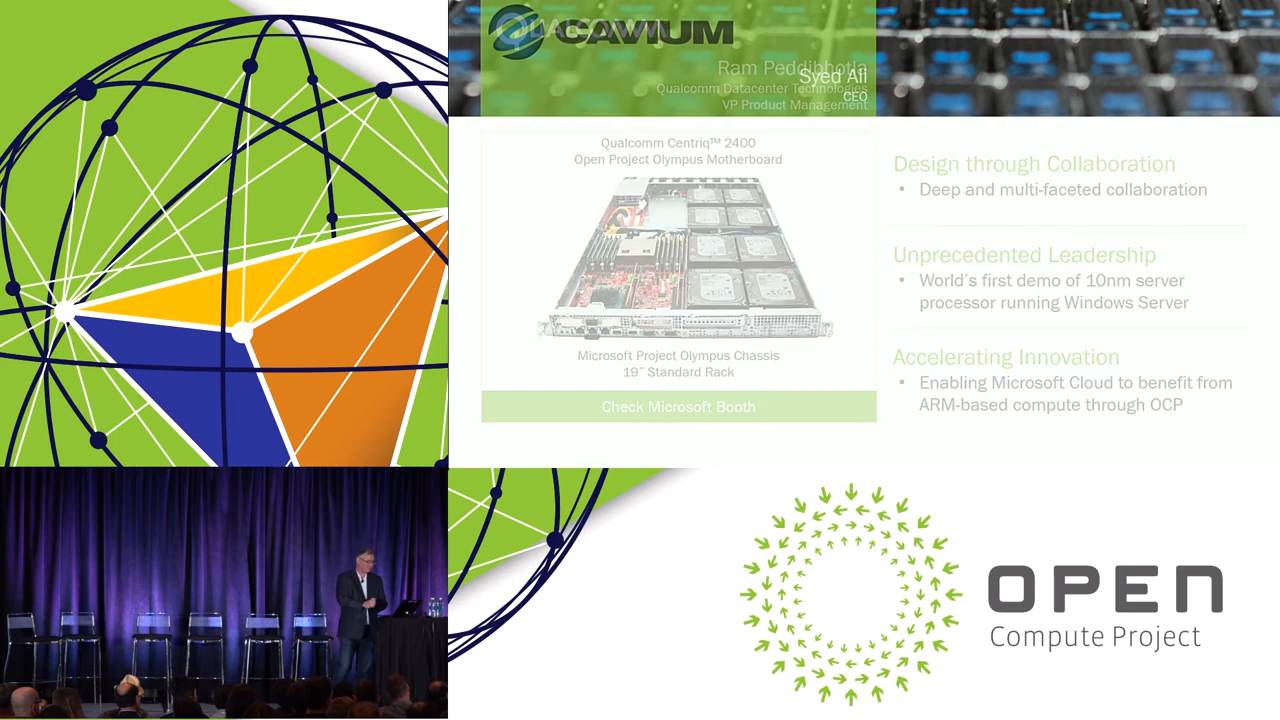 QUALCOMM
CAVIUM
Ram Peddibhotla
Syed Ali
Qualcomm Datacenter Technologies
CEO
VP Product Management
Qualcomm Centriq™ 2400
Open Project Olympus Motherboard
Microsoft Project Olympus Chassis
19” Standard Rack
Check Microsoft Booth
Design through Collaboration
• Deep and multi-faceted collaboration
Unprecedented Leadership
• World’s first demo of 10nm server
processor running Windows Server
Accelerating Innovation
• Enabling Microsoft Cloud to benefit from
ARM-based compute through OCP
OPEN
Compute Project